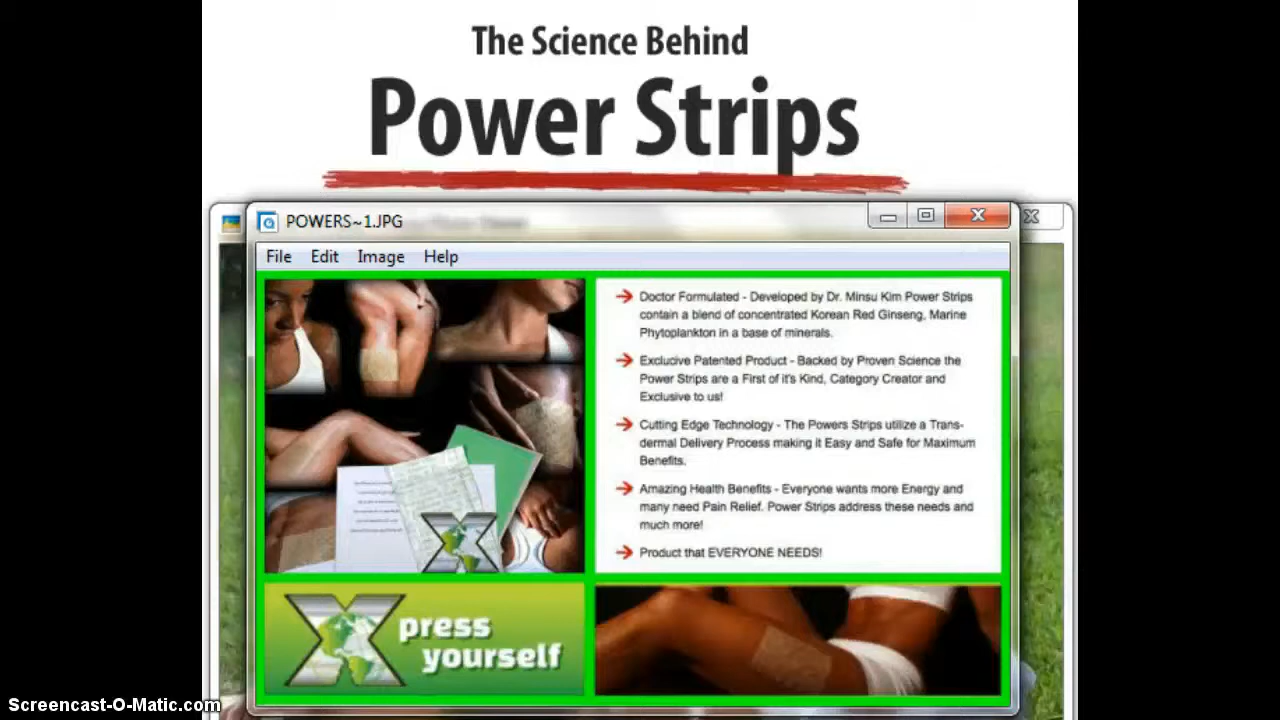 The Science Behind
Power Strips
POWERS~1.JPG
File Edit Image Help
Doctor Formulated - Developed by Dr. Minsu Kim Power Strips
contain a blend of concentrated Korean Red Ginseng, Marine
Phytoplankton in a base of minerals.
Exclucive Patented Product - Backed by Proven Science the
Power Strips are a First of it's Kind, Category Creator and
Exclusive to us!
Cutting Edge Technology - The Powers Strips utilize a Trans-
dermal Delivery Process making it Easy and Safe for Maximum
Benefits.
Amazing Health Benefits - Everyone wants more Energy and
many need Pain Relief. Power Strips address these needs and
much more!
Product that EVERYONE NEEDS!
X press
yourself
Screencast-O-Matic.com